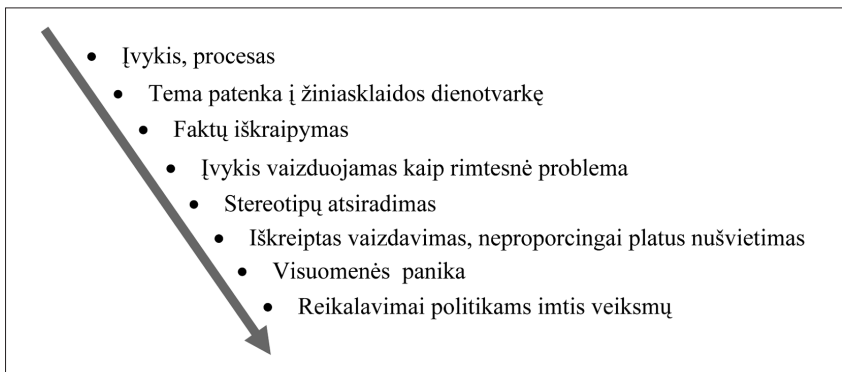 • Įvykis, procesas
• Tema patenka į žiniasklaidos dienotvarkę
• Faktų iškraipymas
• Įvykis vaizduojamas kaip rimtesnė problema
• Stereotipų atsiradimas
• Iškreiptas vaizdavimas, neproporcingai platus nušvietimas
• Visuomenės panika
• Reikalavimai politikams imtis veiksmų